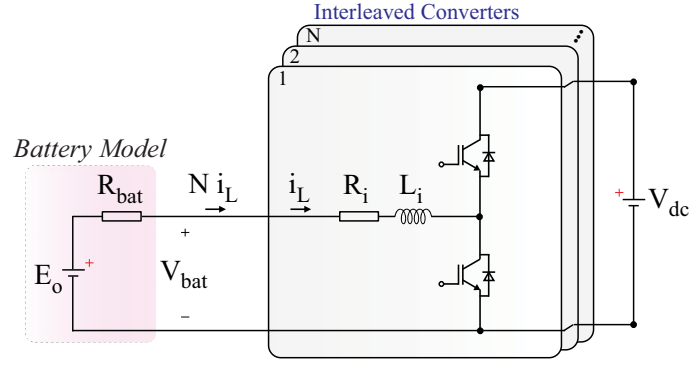 Interleaved Converters
N
2
1
Battery Model
R_bat
N i_L
i_L
R_i
L_i
+
E_o
+
+
V_bat
−
V_dc